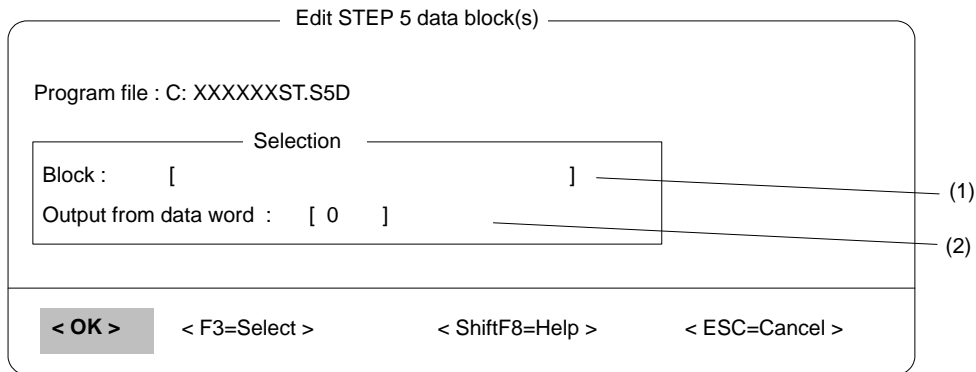 Edit STEP 5 data block(s)
Program file : C: XXXXXXST.S5D
Selection
Block : [ ]
(1)
Output from data word : [ 0 ]
(2)
< OK > < F3=Select > < ShiftF8=Help > < ESC=Cancel >